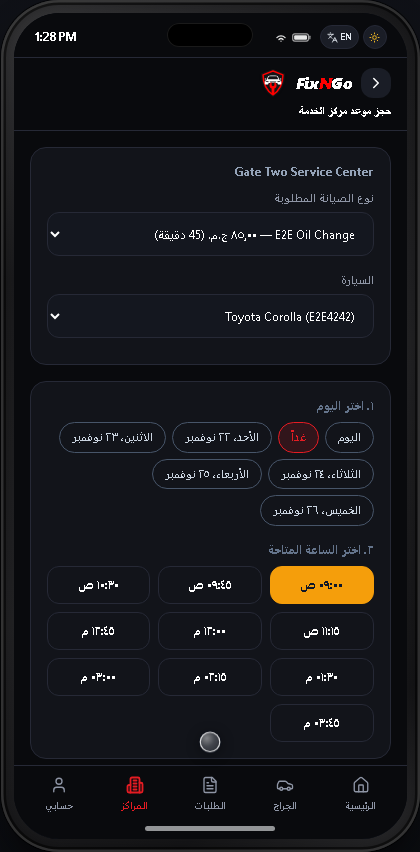 1:28 PM
EN
FixNGo
حجز موعد مركز الخدمة
Gate Two Service Center
نوع الصيانة المطلوبة
E2E Oil Change — ٨٥٫٠٠ ج.م. (45 دقيقة)
السيارة
Toyota Corolla (E2E4242)
١. اختر اليوم
اليوم
غداً
الأحد، ٢٢ نوفمبر
الاثنين، ٢٣ نوفمبر
الثلاثاء، ٢٤ نوفمبر
الأربعاء، ٢٥ نوفمبر
الخميس، ٢٦ نوفمبر
٢. اختر الساعة المتاحة
٠٩:٠٠ ص
٠٩:٤٥ ص
١٠:٣٠ ص
١١:١٥ ص
١٢:٠٠ م
١٢:٤٥ م
٠١:٣٠ م
٠٢:١٥ م
٠٣:٠٠ م
٠٣:٤٥ م
الرئيسية
الجراج
الطلبات
المراكز
حسابي